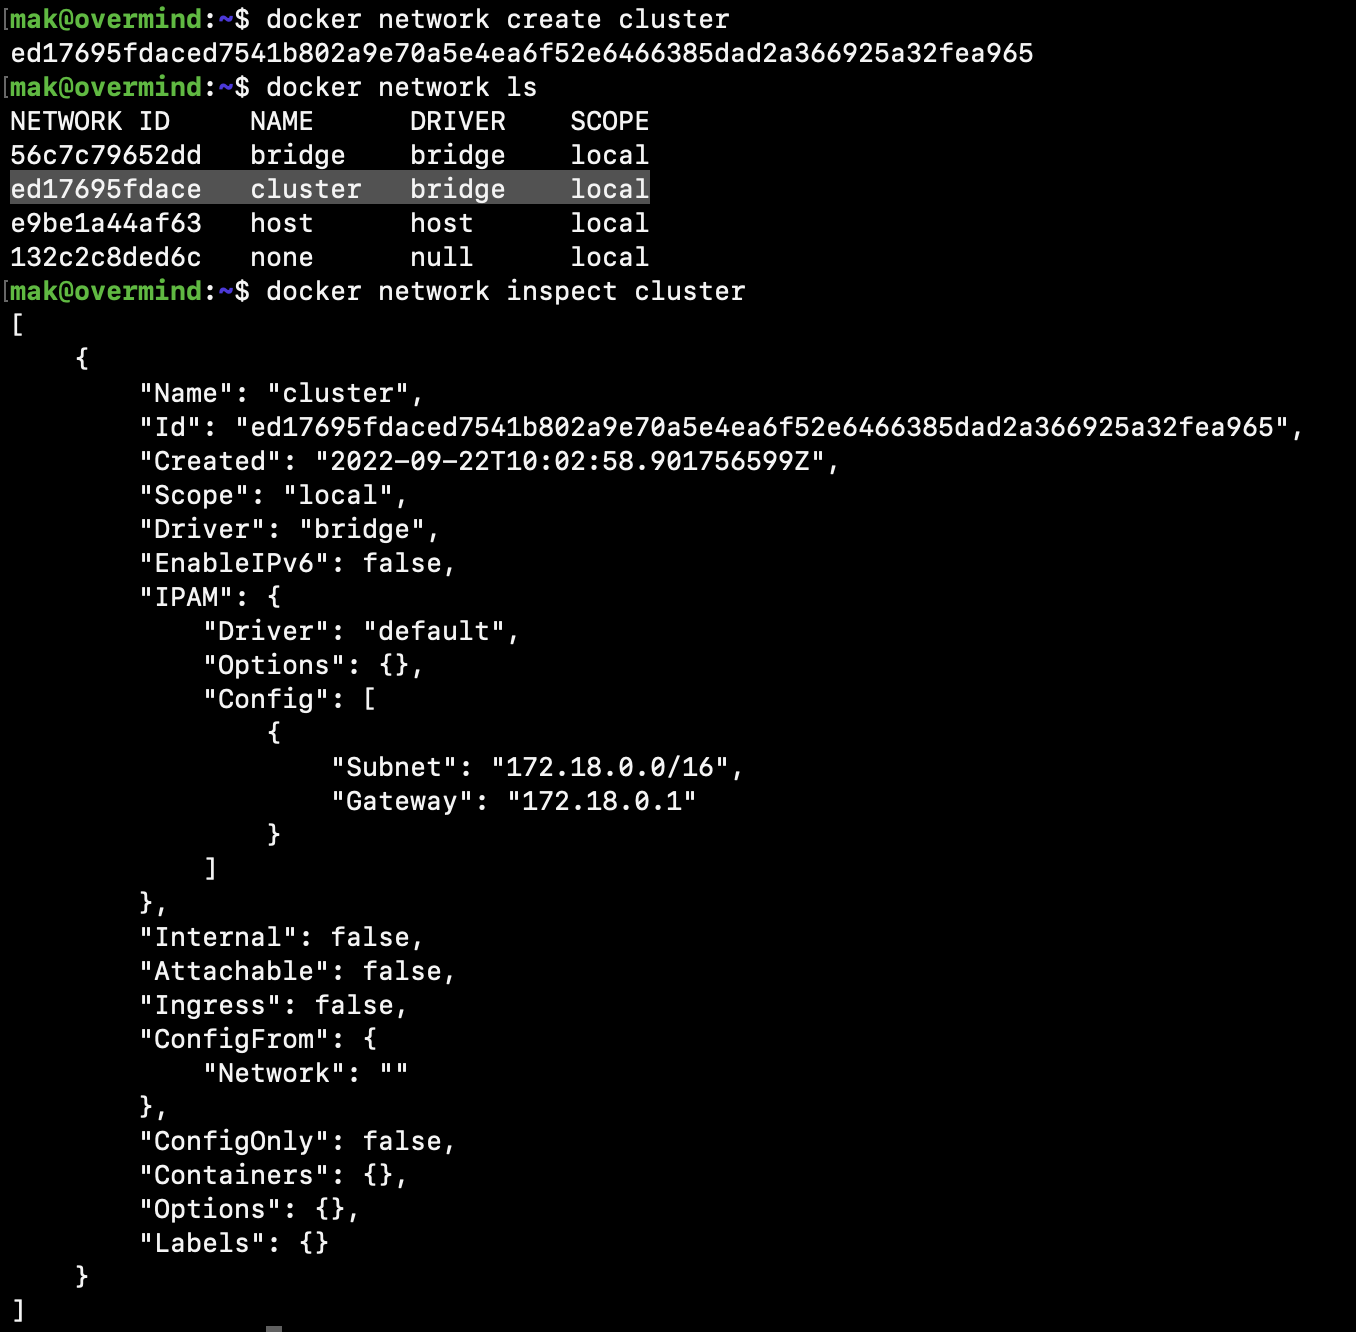 [mak@overmind:~$ docker network create cluster
ed17695fdaced7541b802a9e70a5e4ea6f52e6466385dad2a366925a32fea965
[mak@overmind:~$ docker network ls
NETWORK ID     NAME      DRIVER    SCOPE
56c7c79652dd   bridge    bridge    local
ed17695fdace   cluster   bridge    local
e9be1a44af63   host      host      local
132c2c8ded6c   none      null      local
[mak@overmind:~$ docker network inspect cluster
[
    {
        "Name": "cluster",
        "Id": "ed17695fdaced7541b802a9e70a5e4ea6f52e6466385dad2a366925a32fea965",
        "Created": "2022-09-22T10:02:58.901756599Z",
        "Scope": "local",
        "Driver": "bridge",
        "EnableIPv6": false,
        "IPAM": {
            "Driver": "default",
            "Options": {},
            "Config": [
                {
                    "Subnet": "172.18.0.0/16",
                    "Gateway": "172.18.0.1"
                }
            ]
        },
        "Internal": false,
        "Attachable": false,
        "Ingress": false,
        "ConfigFrom": {
            "Network": ""
        },
        "ConfigOnly": false,
        "Containers": {},
        "Options": {},
        "Labels": {}
    }
]